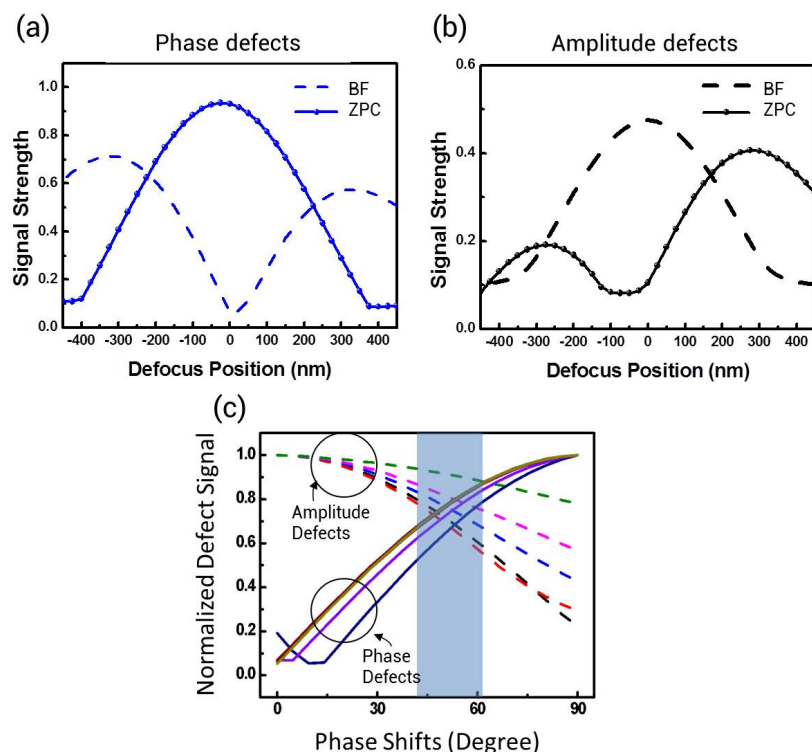 (a)
Phase defects
BF
ZPC
Signal Strength
1.0
0.8
0.6
0.4
0.2
0.0
-400 -300 -200 -100 0 100 200 300 400
Defocus Position (nm)
(b)
Amplitude defects
BF
ZPC
Signal Strength
0.6
0.4
0.2
0.0
-400 -300 -200 -100 0 100 200 300 400
Defocus Position (nm)
(c)
Normalized Defect Signal
1.0
0.8
0.6
0.4
0.2
0.0
Amplitude
Defects
Phase
Defects
0 30 60 90
Phase Shifts (Degree)